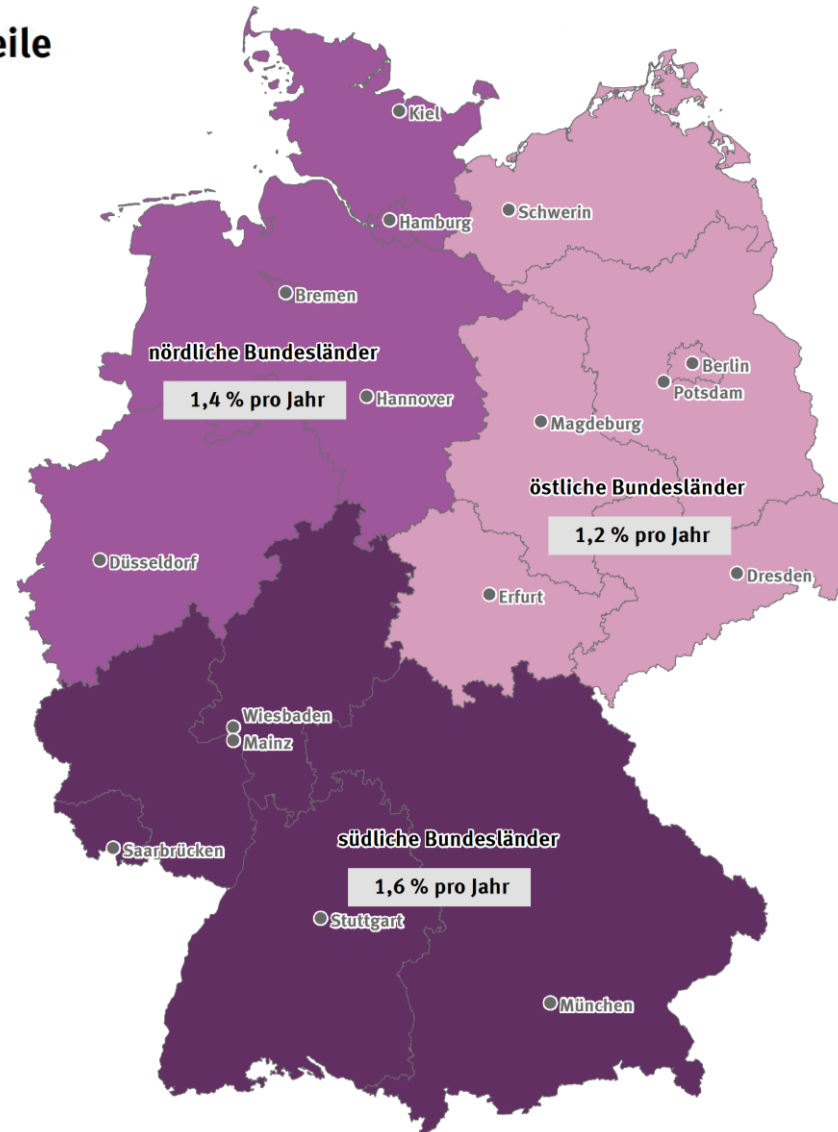 eile
Kiel
Hamburg
Schwerin
Bremen
nördliche Bundesländer
1,4 % pro Jahr
Hannover
Berlin
Potsdam
Magdeburg
östliche Bundesländer
1,2 % pro Jahr
Düsseldorf
Erfurt
Dresden
Wiesbaden
Mainz
Saarbrücken
südliche Bundesländer
1,6 % pro Jahr
Stuttgart
München